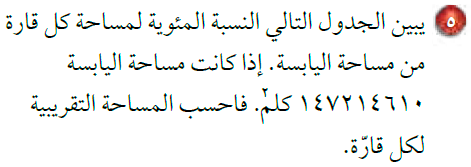 ٥ يبين الجدول التالي النسبة المئوية لمساحة كل قارة
من مساحة اليابسة. إذا كانت مساحة اليابسة
١٤٧٢١٤٦١٠ كلم٢. فاحسب المساحة التقريبية
لكل قارّة.